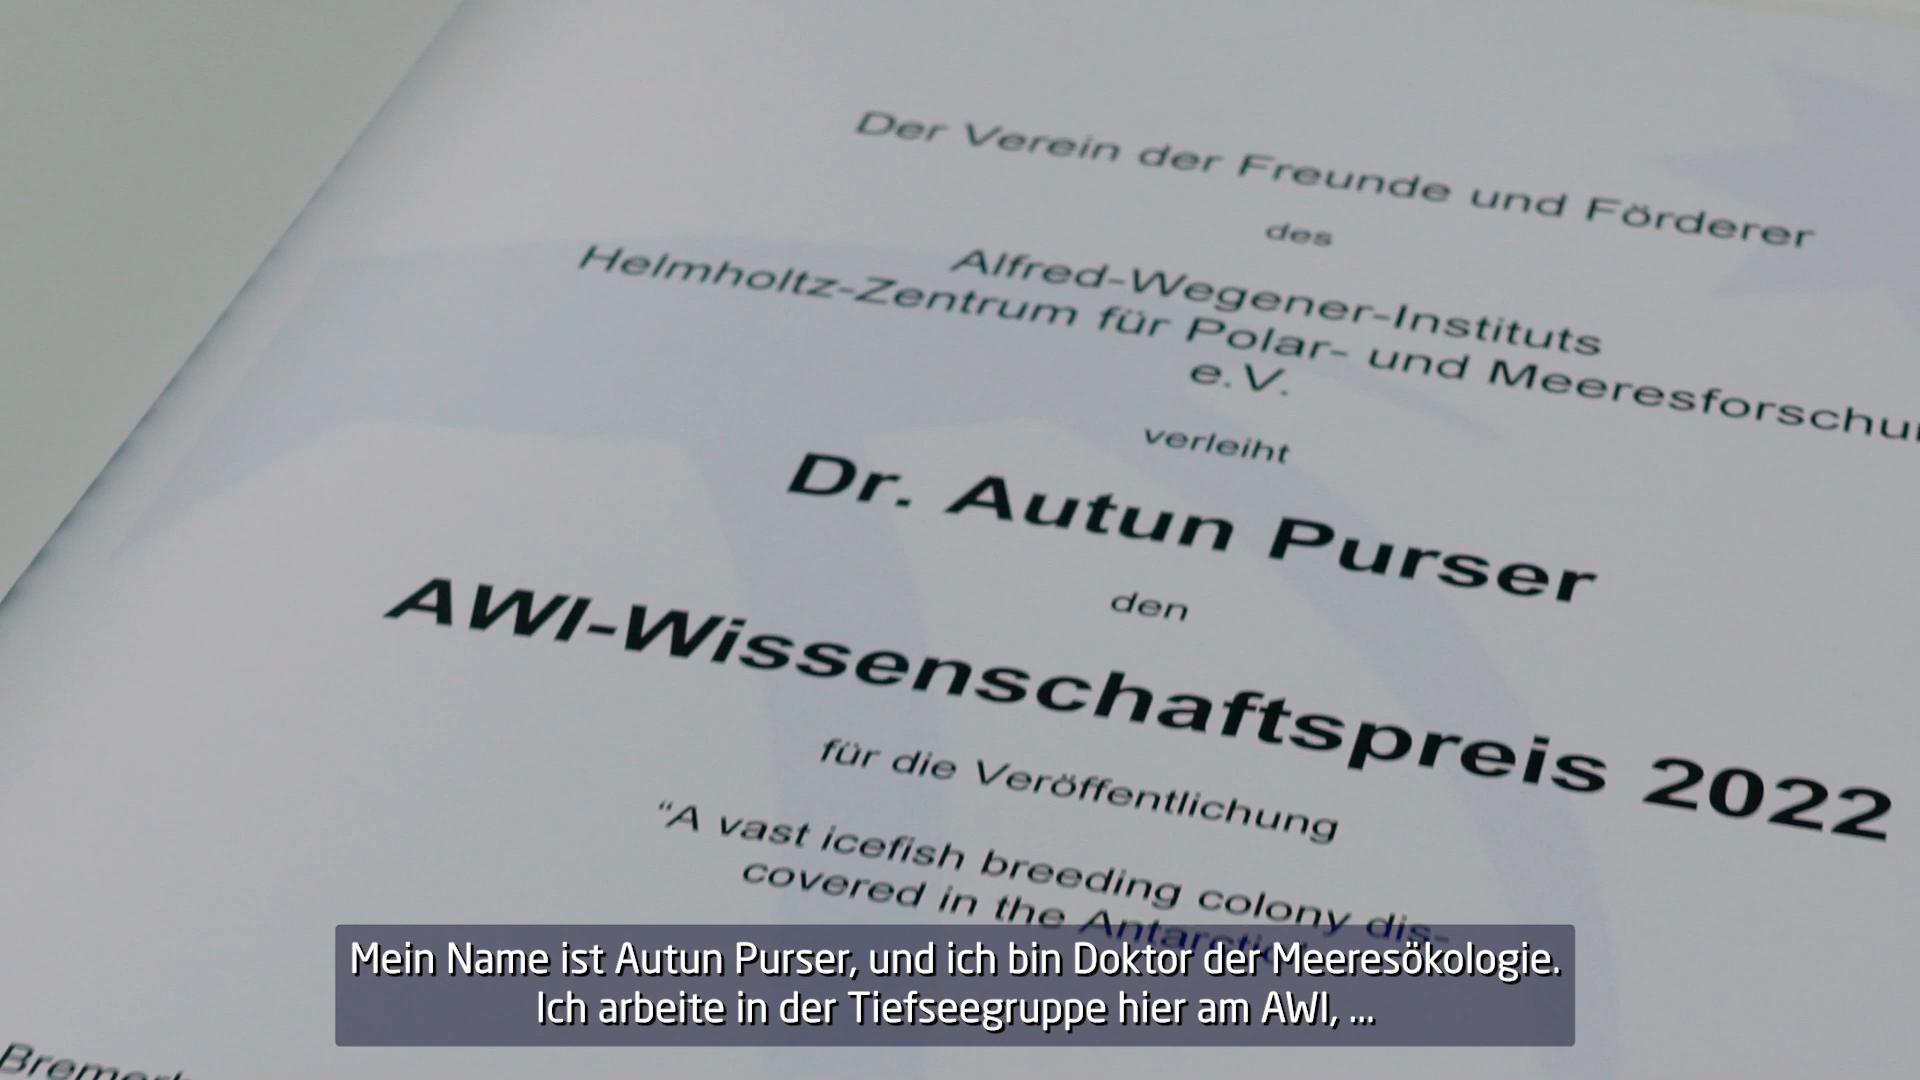 Der Verein der Freunde und Förderer
des
Alfred-Wegener-Instituts
Helmholtz-Zentrum für Polar- und Meeresforschu
e.V.
verleiht
Dr. Autun Purser
den
AWI-Wissenschaftspreis 2022
für die Veröffentlichung
“A vast icefish breeding colony dis-
covered in the Antarctic
Mein Name ist Autun Purser, und ich bin Doktor der Meeresökologie.
Ich arbeite in der Tiefseegruppe hier am AWI, ...